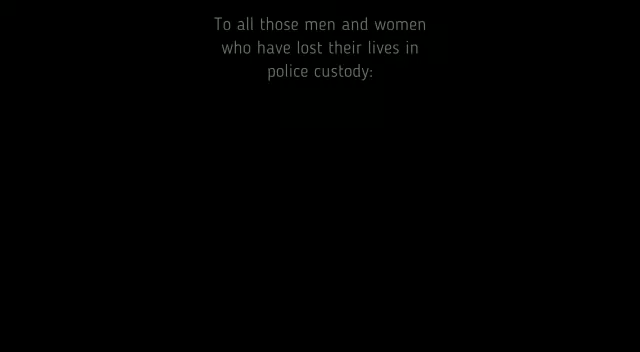 To all those men and women
who have lost their lives in
police custody: